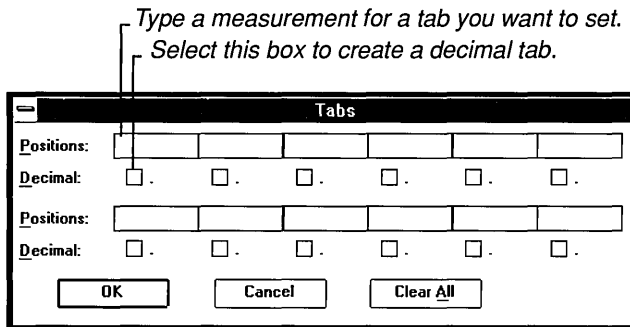 Type a measurement for a tab you want to set.
Select this box to create a decimal tab.
Tabs
Positions:
Decimal: . . . . . .
Positions:
Decimal: . . . . . .
OK Cancel Clear All